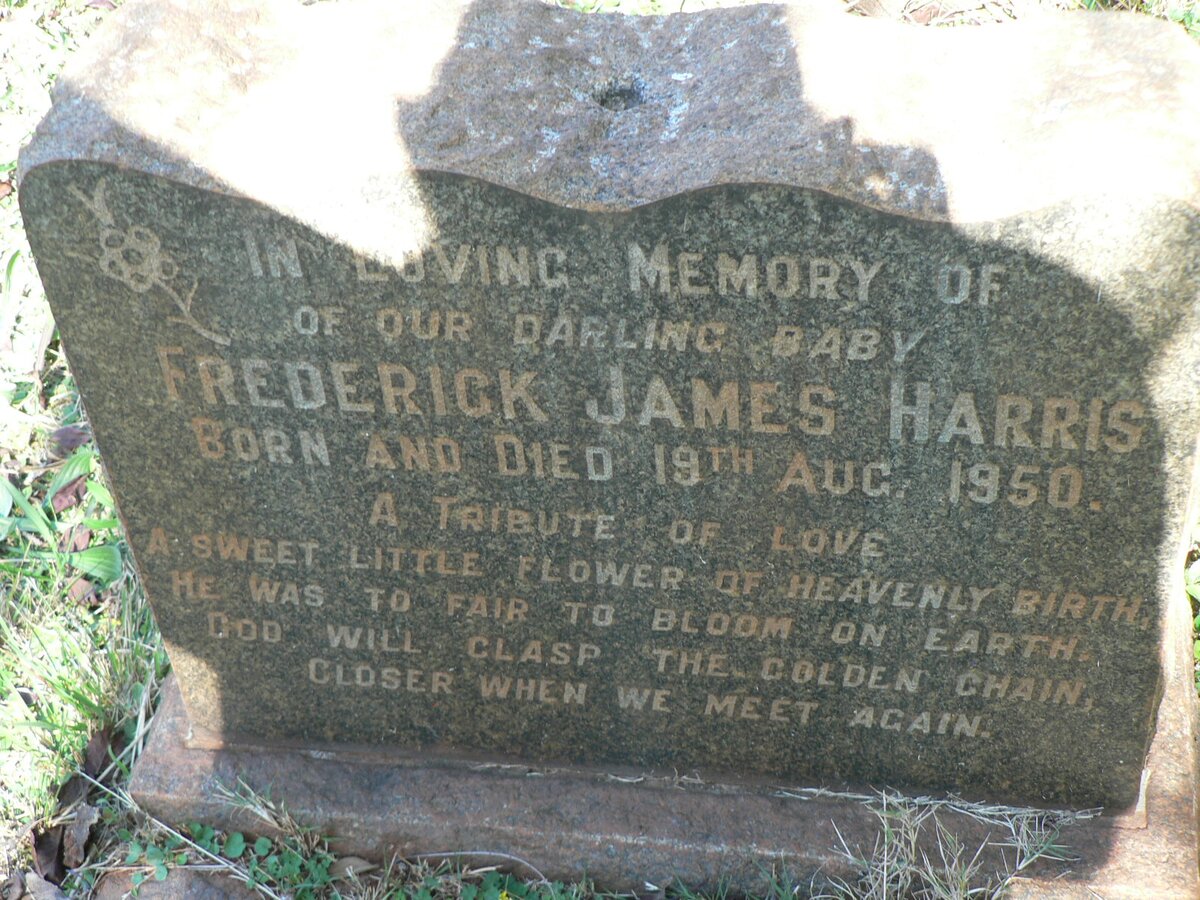 IN LOVING MEMORY OF
OF OUR DARLING BABY
FREDERICK JAMES HARRIS
BORN AND DIED 19TH AUG. 1950.
A TRIBUTE OF LOVE
A SWEET LITTLE FLOWER OF HEAVENLY BIRTH,
HE WAS TO FAIR TO BLOOM ON EARTH.
GOD WILL CLASP THE GOLDEN CHAIN,
CLOSER WHEN WE MEET AGAIN.